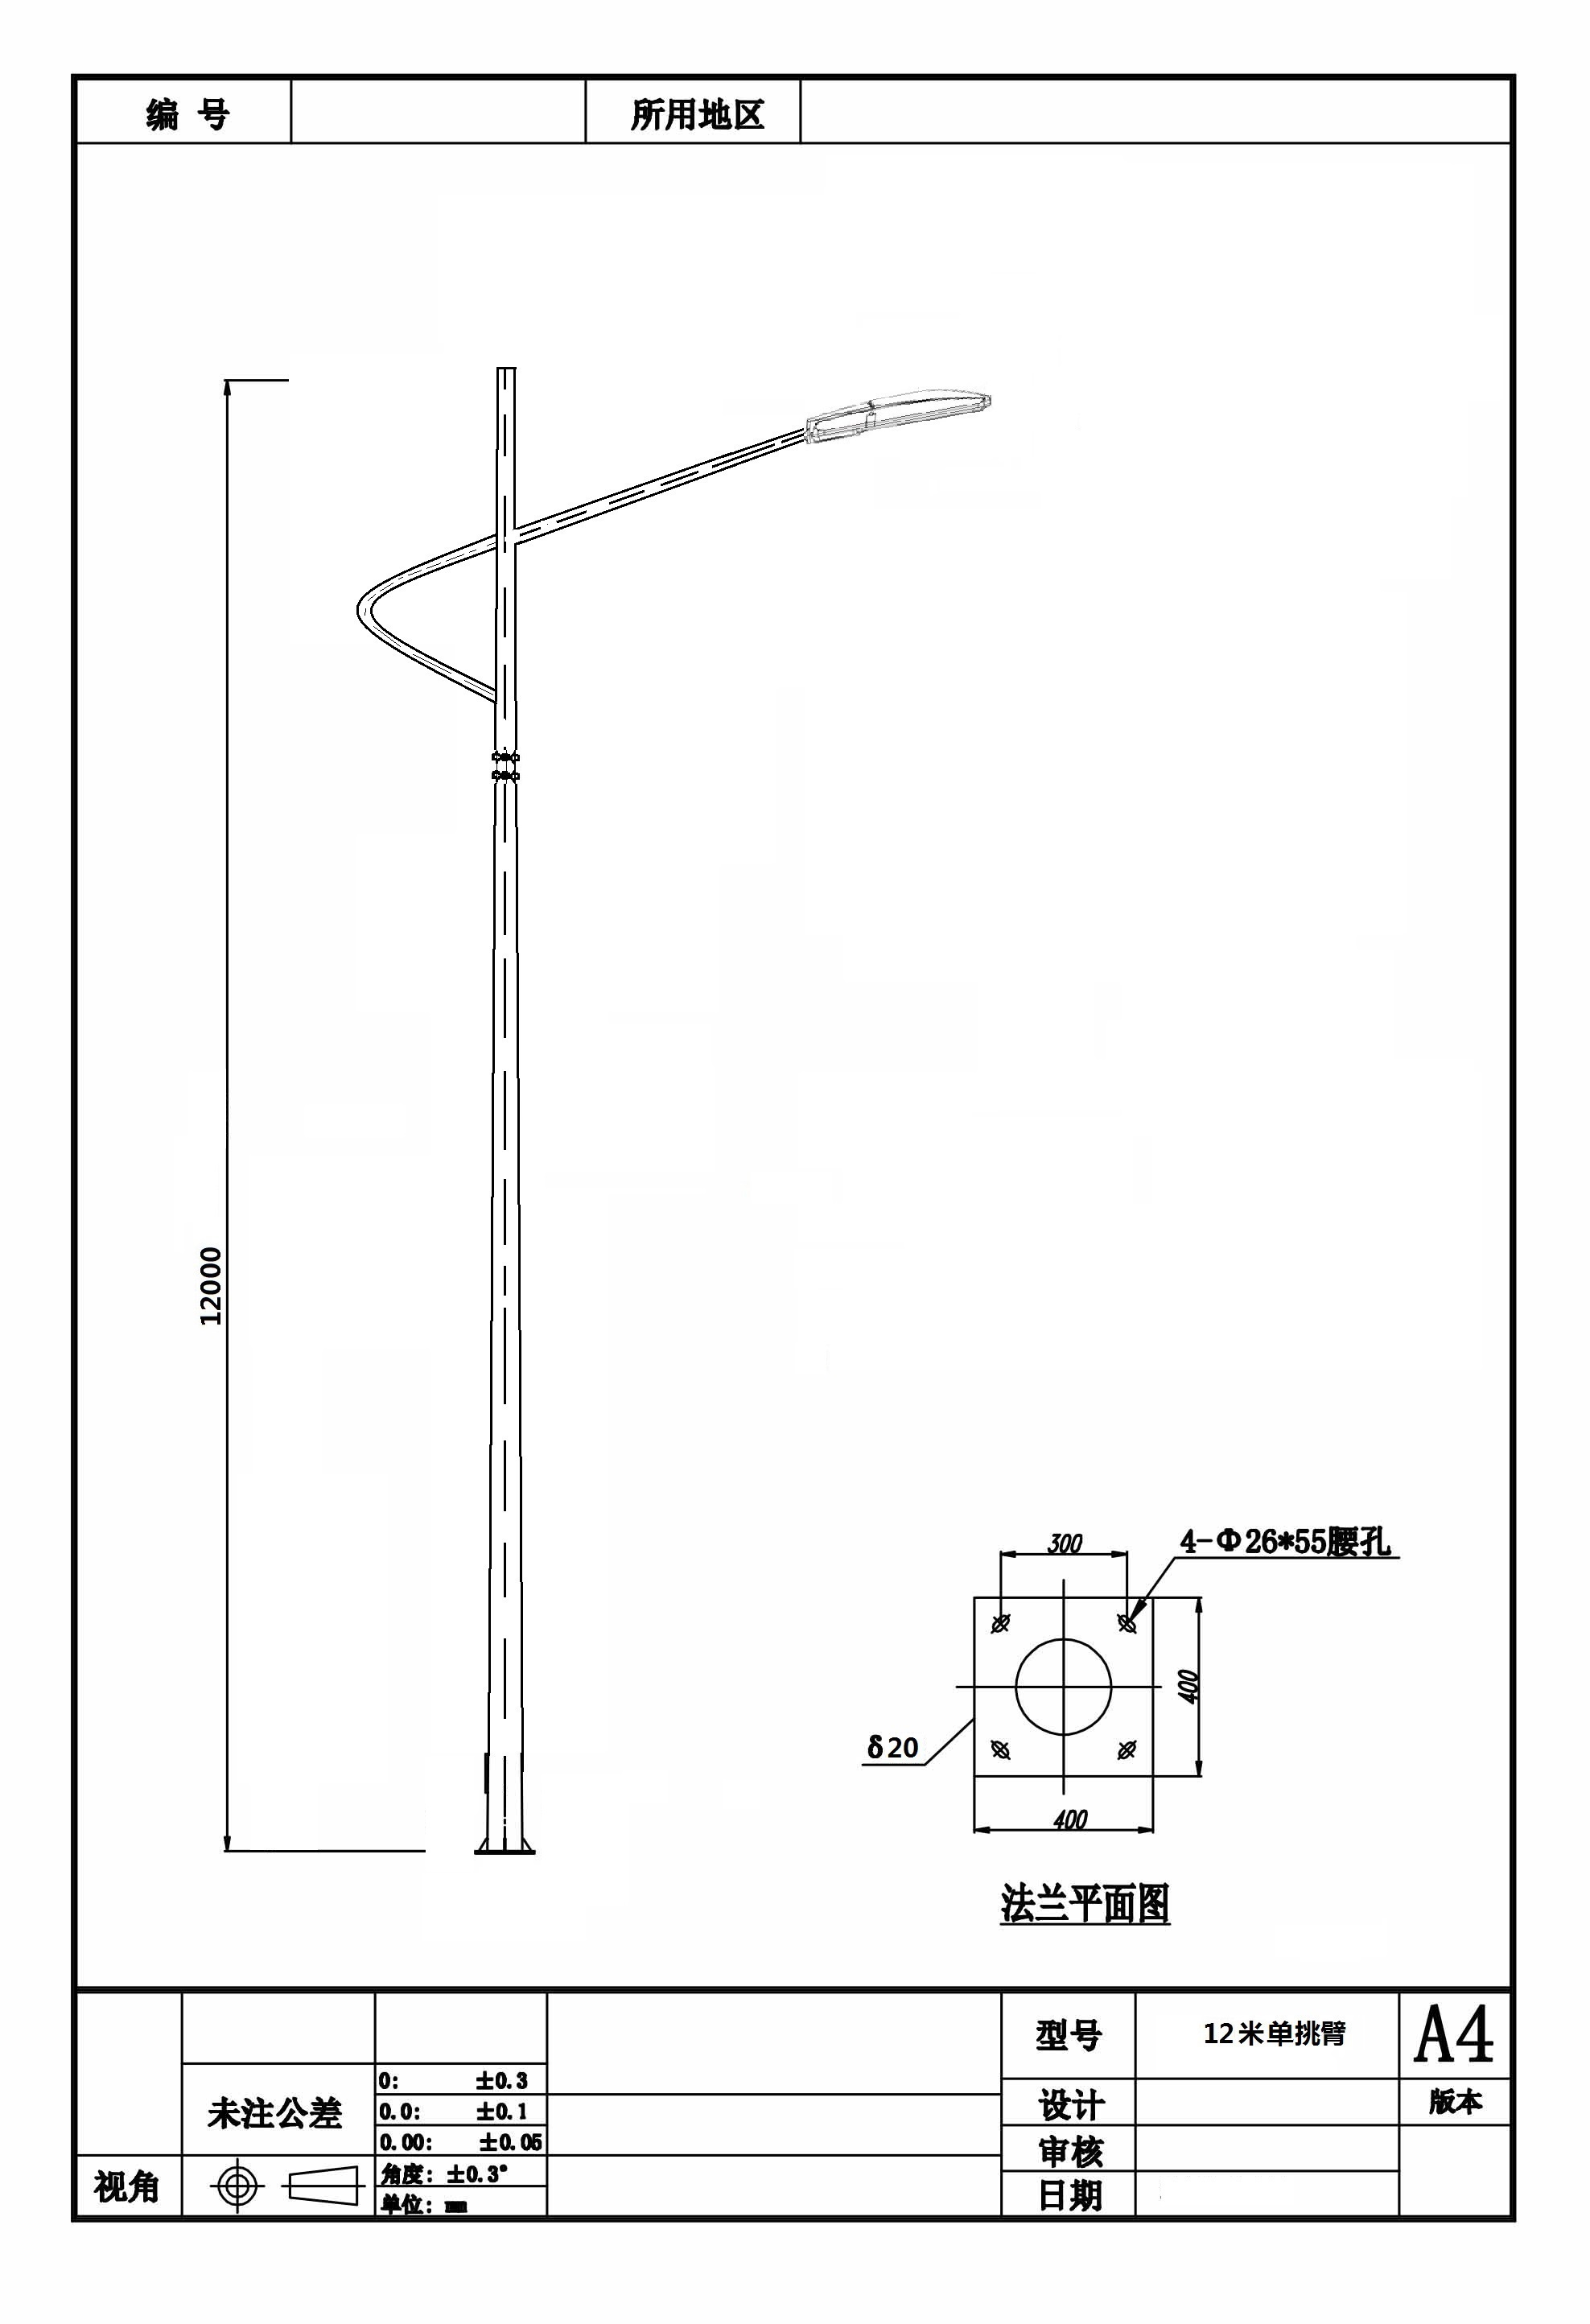 编 号
所用地区
12000
300
4-Φ26*55腰孔
400
δ20
400
法兰平面图
型号
12米单挑臂
A4
未注公差
0: ±0.3
0.0: ±0.1
0.00: ±0.05
设计
版本
审核
视角
角度: ±0.3°
单位: mm
日期